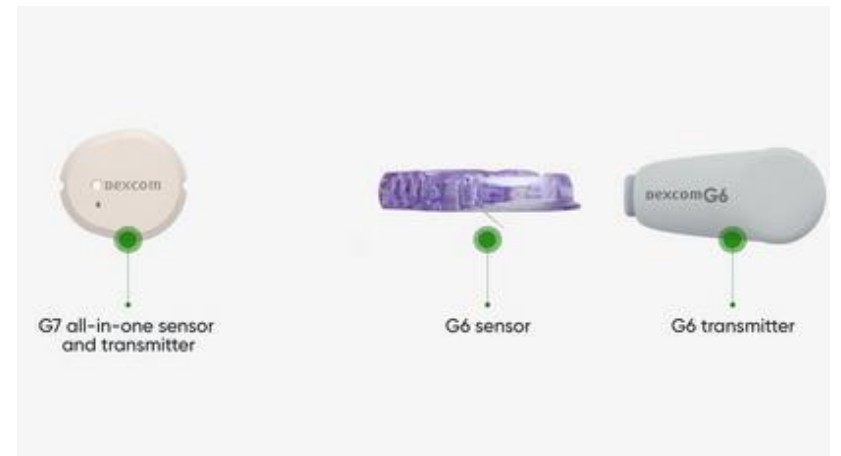 Dexcom
DexcomG6
G7 all-in-one sensor
and transmitter
G6 sensor
G6 transmitter